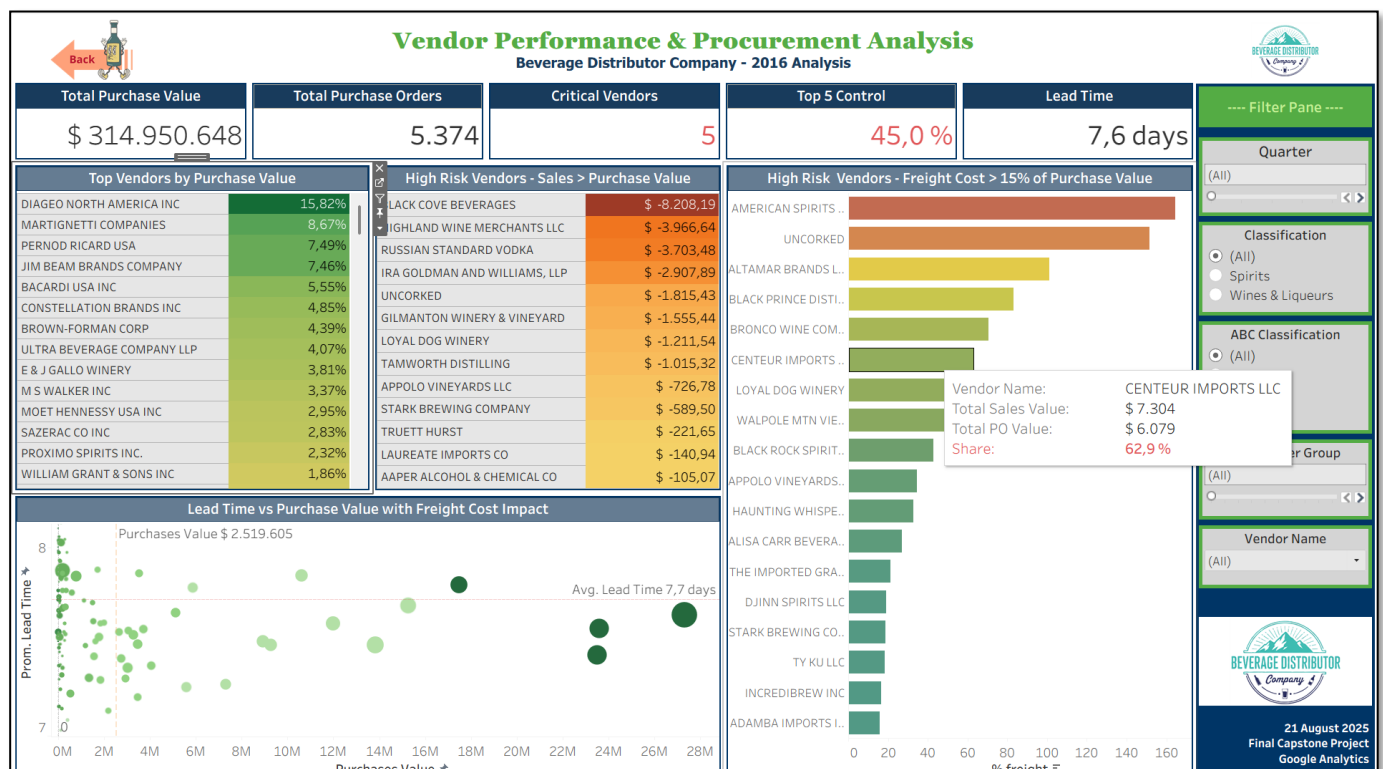 Back
Vendor Performance & Procurement Analysis
Beverage Distributor Company - 2016 Analysis
BEVERAGE DISTRIBUTOR
Company
Total Purchase Value
$ 314.950.648
Total Purchase Orders
5.374
Critical Vendors
5
Top 5 Control
45,0 %
Lead Time
7,6 days
Top Vendors by Purchase Value
DIAGEO NORTH AMERICA INC 15,82%
MARTIGNETTI COMPANIES 8,67%
PERNOD RICARD USA 7,49%
JIM BEAM BRANDS COMPANY 7,46%
BACARDI USA INC 5,55%
CONSTELLATION BRANDS INC 4,85%
BROWN-FORMAN CORP 4,39%
ULTRA BEVERAGE COMPANY LLP 4,07%
E & J GALLO WINERY 3,81%
M S WALKER INC 3,37%
MOET HENNESSY USA INC 2,95%
SAZERAC CO INC 2,83%
PROXIMO SPIRITS INC. 2,32%
WILLIAM GRANT & SONS INC 1,86%
High Risk Vendors - Sales > Purchase Value
LACK COVE BEVERAGES $ -8.208,19
IGHLAND WINE MERCHANTS LLC $ -3.966,64
RUSSIAN STANDARD VODKA $ -3.703,48
IRA GOLDMAN AND WILLIAMS, LLP $ -2.907,89
UNCORKED $ -1.815,43
GILMANTON WINERY & VINEYARD $ -1.555,44
LOYAL DOG WINERY $ -1.211,54
TAMWORTH DISTILLING $ -1.015,32
APPOLO VINEYARDS LLC $ -726,78
STARK BREWING COMPANY $ -589,50
TRUETT HURST $ -221,65
LAUREATE IMPORTS CO $ -140,94
AAPER ALCOHOL & CHEMICAL CO $ -105,07
High Risk Vendors - Freight Cost > 15% of Purchase Value
AMERICAN SPIRITS ..
UNCORKED
ALTAMAR BRANDS L..
BLACK PRINCE DISTI..
BRONCO WINE COM..
CENTEUR IMPORTS ..
LOYAL DOG WINERY
WALPOLE MTN VIE..
BLACK ROCK SPIRIT..
APPOLO VINEYARDS..
HAUNTING WHISPE..
ALISA CARR BEVERA..
THE IMPORTED GRA..
DJINN SPIRITS LLC
STARK BREWING CO..
TY KU LLC
INCREDIBREW INC
ADAMBA IMPORTS I..
0 20 40 60 80 100 120 140 160
% freight
Vendor Name: CENTEUR IMPORTS LLC
Total Sales Value: $ 7.304
Total PO Value: $ 6.079
Share: 62,9 %
Lead Time vs Purchase Value with Freight Cost Impact
Purchases Value $ 2.519.605
Avg. Lead Time 7,7 days
Prom. Lead Time
8
7
0M 2M 4M 6M 8M 10M 12M 14M 16M 18M 20M 22M 24M 26M 28M
Purchases Value
---- Filter Pane ----
Quarter
(All)
Classification
(All)
Spirits
Wines & Liqueurs
ABC Classification
(All)
er Group
(All)
Vendor Name
(All)
BEVERAGE DISTRIBUTOR
Company
21 August 2025
Final Capstone Project
Google Analytics